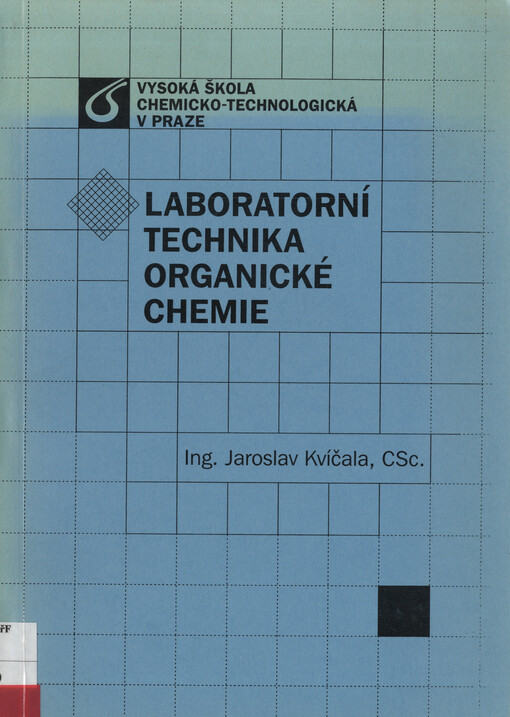 VYSOKÁ ŠKOLA
CHEMICKO-TECHNOLOGICKÁ
V PRAZE
LABORATORNÍ
TECHNIKA
ORGANICKÉ
CHEMIE
Ing. Jaroslav Kvíčala, CSc.